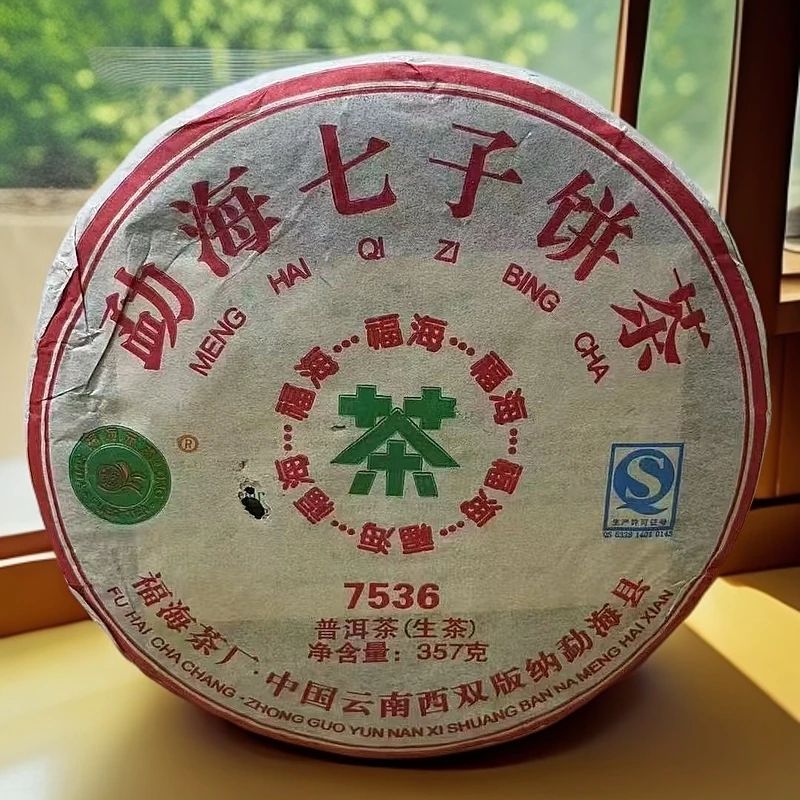 勐海七子饼茶
MENG HAI QI ZI BING CHA
福海…福海…福海…福海…福海…福海…福海…
茶
®
生产许可证号
7536
普洱茶(生茶)
净含量：357克
福海茶厂·中国云南西双版纳勐海县
FU HAI CHA CHANG · ZHONG GUO YUN NAN XI SHUANG BAN NA MENG HAI XIAN